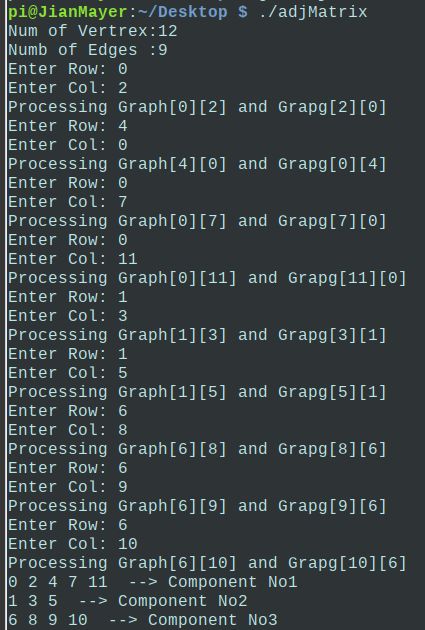 pi@JianMayer:~/Desktop $ ./adjMatrix
Num of Vertrex:12
Numb of Edges :9
Enter Row: 0
Enter Col: 2
Processing Graph[0][2] and Grapg[2][0]
Enter Row: 4
Enter Col: 0
Processing Graph[4][0] and Grapg[0][4]
Enter Row: 0
Enter Col: 7
Processing Graph[0][7] and Grapg[7][0]
Enter Row: 0
Enter Col: 11
Processing Graph[0][11] and Grapg[11][0]
Enter Row: 1
Enter Col: 3
Processing Graph[1][3] and Grapg[3][1]
Enter Row: 1
Enter Col: 5
Processing Graph[1][5] and Grapg[5][1]
Enter Row: 6
Enter Col: 8
Processing Graph[6][8] and Grapg[8][6]
Enter Row: 6
Enter Col: 9
Processing Graph[6][9] and Grapg[9][6]
Enter Row: 6
Enter Col: 10
Processing Graph[6][10] and Grapg[10][6]
0 2 4 7 11  --> Component No1
1 3 5  --> Component No2
6 8 9 10  --> Component No3